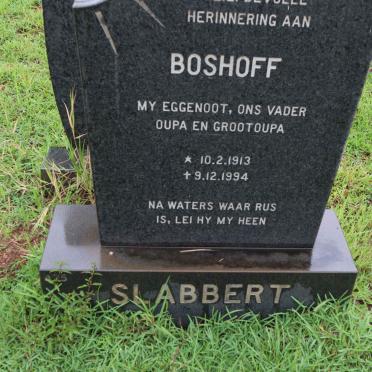 HERINNERING AAN
BOSHOFF
MY EGGENOOT, ONS VADER
OUPA EN GROOTOUPA
* 10.2.1913
✝ 9.12.1994
NA WATERS WAAR RUS
IS, LEI HY MY HEEN
SLABBERT